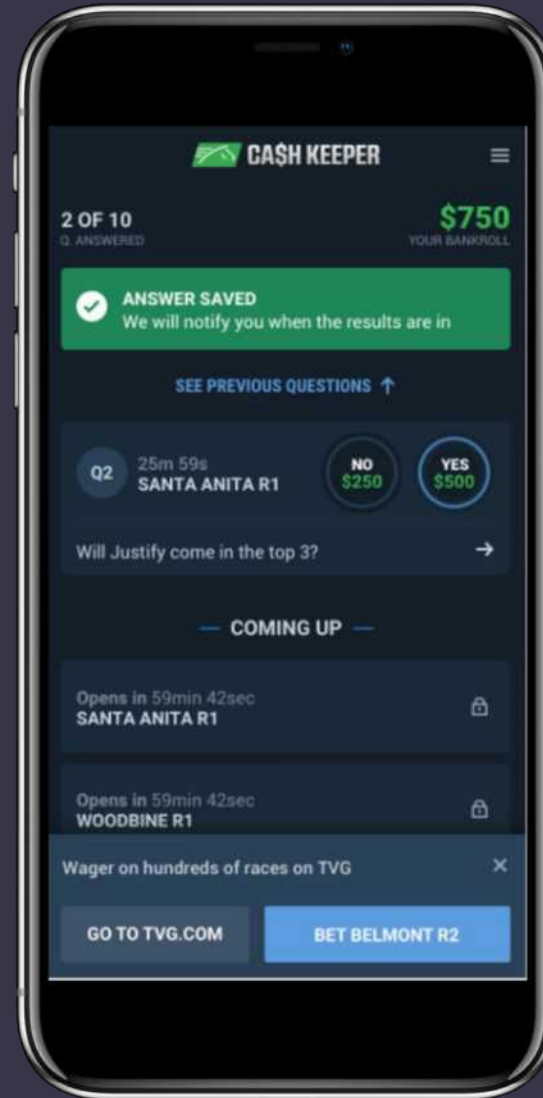 CA$H KEEPER
2 OF 10
Q. ANSWERED
$750
YOUR BANKROLL
ANSWER SAVED
We will notify you when the results are in
SEE PREVIOUS QUESTIONS ↑
Q2
25m 59s
SANTA ANITA R1
NO
$250
YES
$500
Will Justify come in the top 3? →
— COMING UP —
Opens in 59min 42sec
SANTA ANITA R1
Opens in 59min 42sec
WOODBINE R1
Wager on hundreds of races on TVG
GO TO TVG.COM
BET BELMONT R2